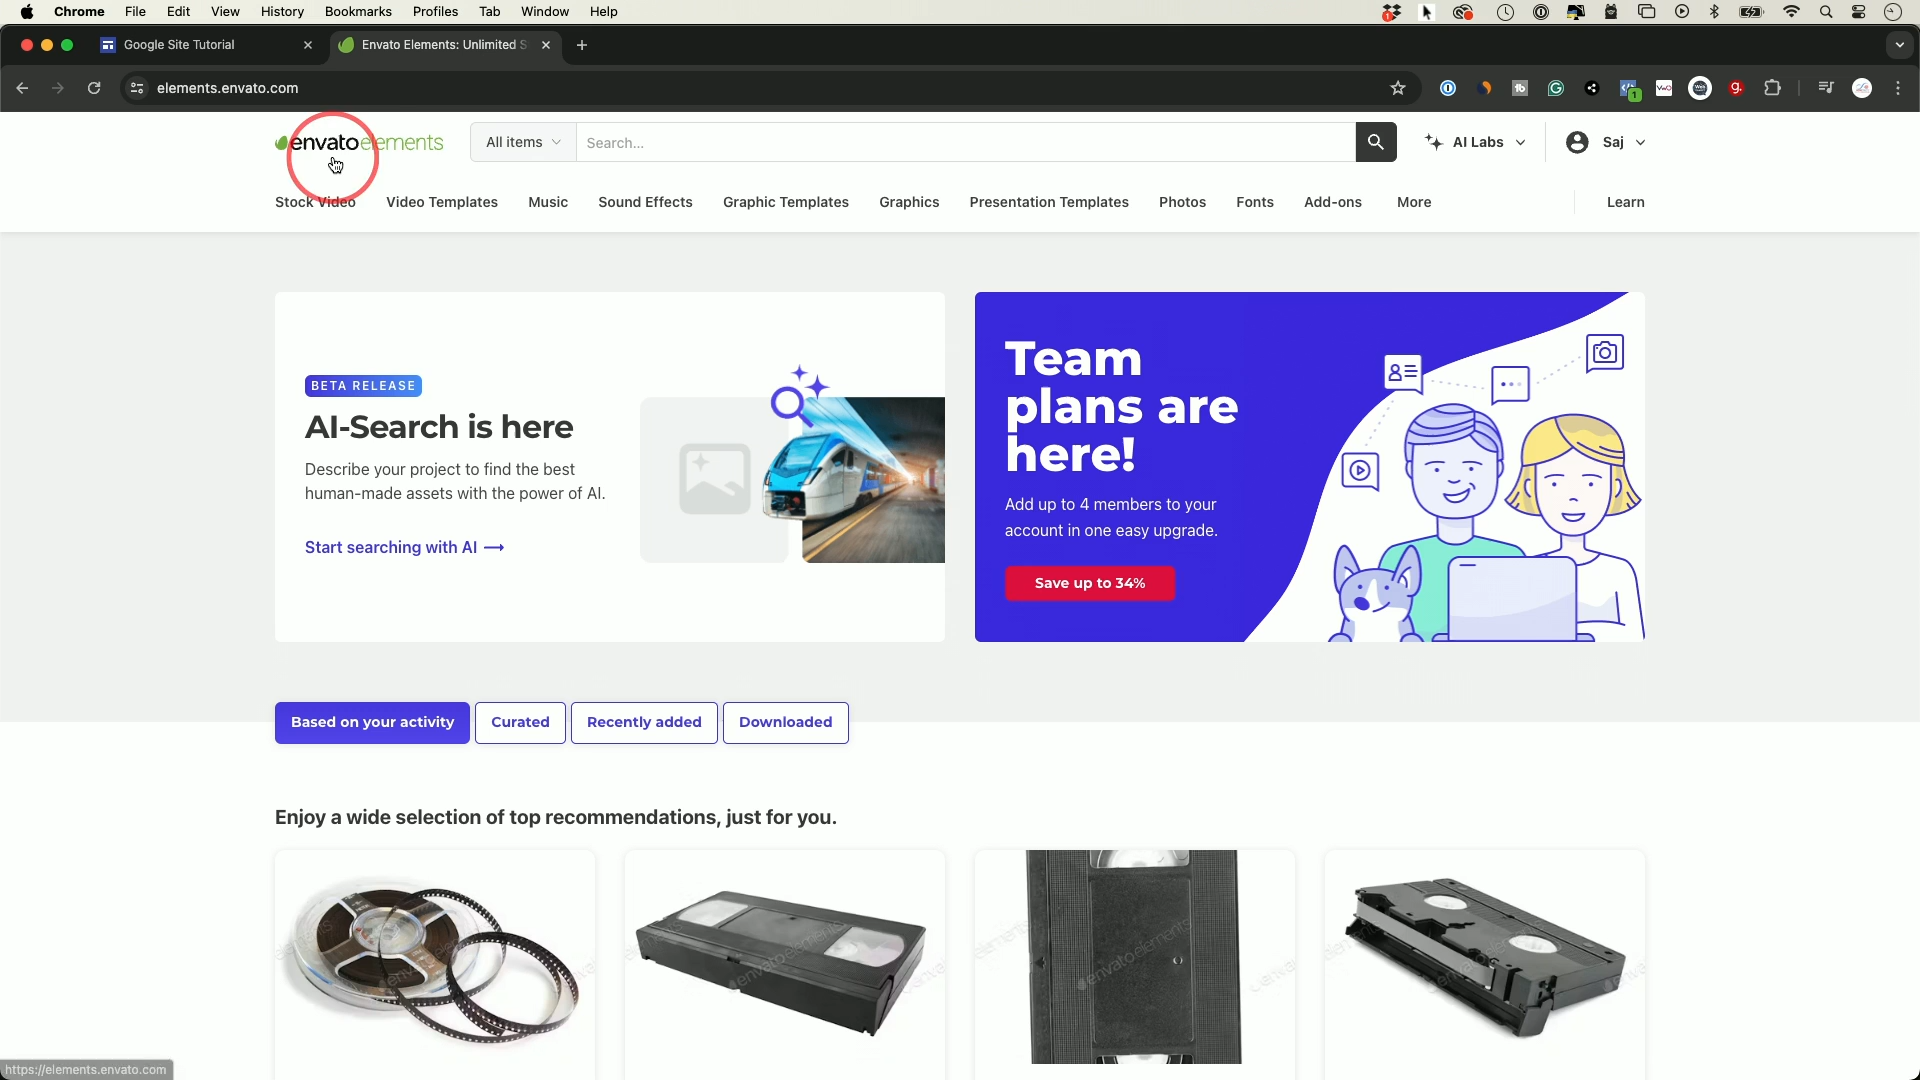 Chrome File Edit View History Bookmarks Profiles Tab Window Help
Google Site Tutorial
Envato Elements: Unlimited S
elements.envato.com
envato elements
All items
Search...
AI Labs
Saj
Stock Video
Video Templates
Music
Sound Effects
Graphic Templates
Graphics
Presentation Templates
Photos
Fonts
Add-ons
More
Learn
BETA RELEASE
AI-Search is here
Describe your project to find the best
human-made assets with the power of AI.
Start searching with AI
Team
plans are
here!
Add up to 4 members to your
account in one easy upgrade.
Save up to 34%
Based on your activity
Curated
Recently added
Downloaded
Enjoy a wide selection of top recommendations, just for you.
https://elements.envato.com